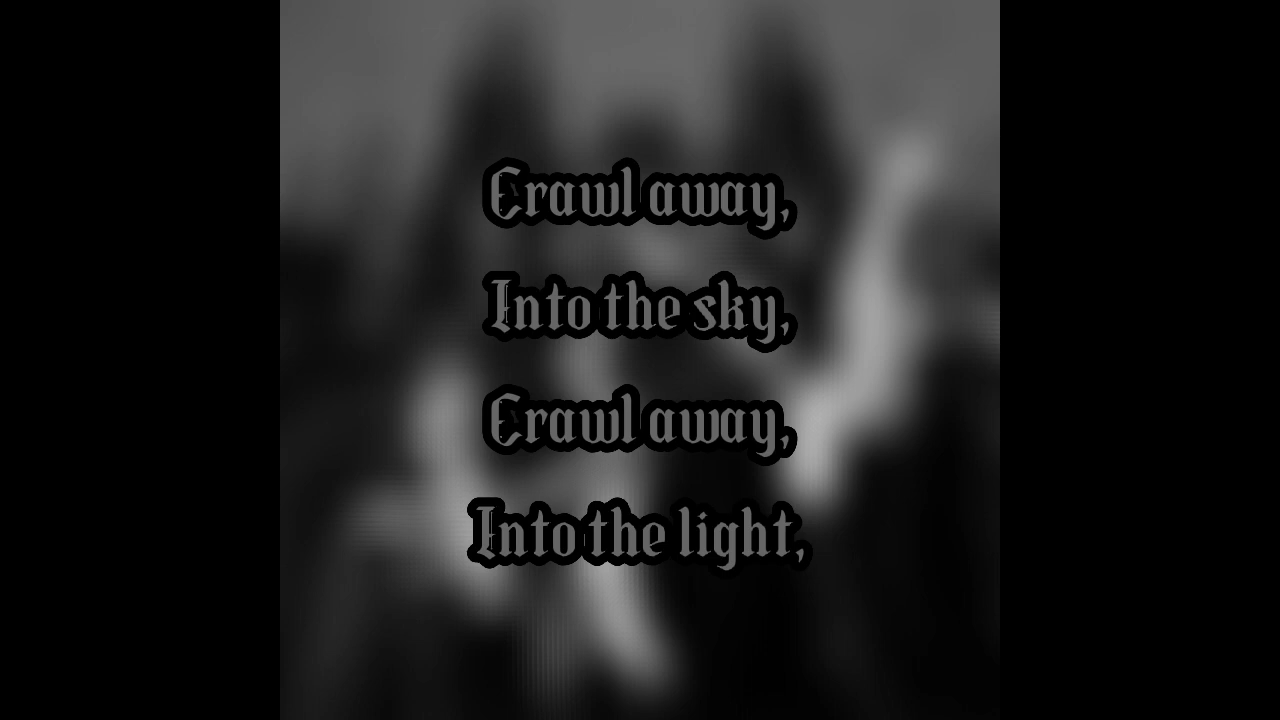 Crawl away,
Into the sky,
Crawl away,
Into the light,